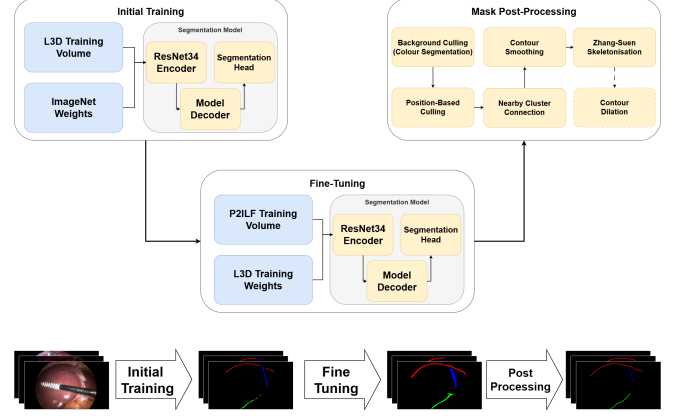 Initial Training
Segmentation Model
L3D Training
Volume
ImageNet
Weights
ResNet34
Encoder
Segmentation
Head
Model
Decoder
Mask Post-Processing
Background Culling
(Colour Segmentation)
Contour
Smoothing
Zhang-Suen
Skeletonisation
Position-Based
Culling
Nearby Cluster
Connection
Contour
Dilation
Fine-Tuning
Segmentation Model
P2ILF Training
Volume
L3D Training
Weights
ResNet34
Encoder
Segmentation
Head
Model
Decoder
Initial
Training
Fine
Tuning
Post
Processing